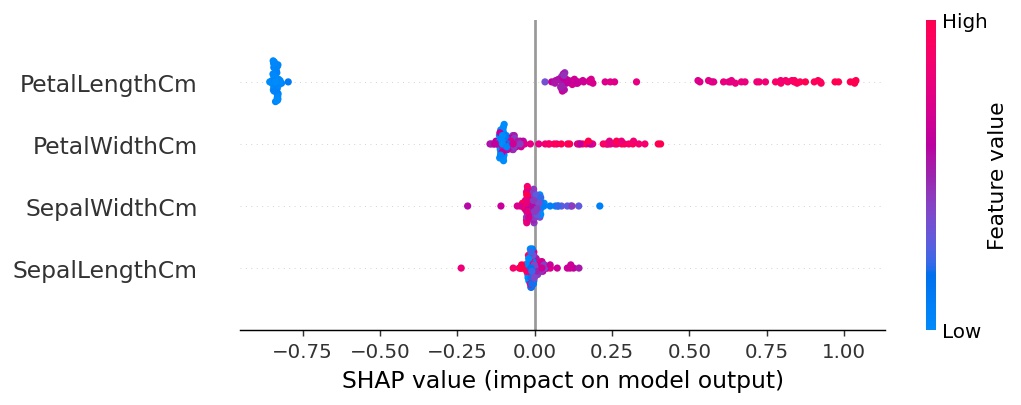 High
PetalLengthCm
PetalWidthCm
SepalWidthCm
SepalLengthCm
Feature value
Low
−0.75 −0.50 −0.25 0.00 0.25 0.50 0.75 1.00
SHAP value (impact on model output)